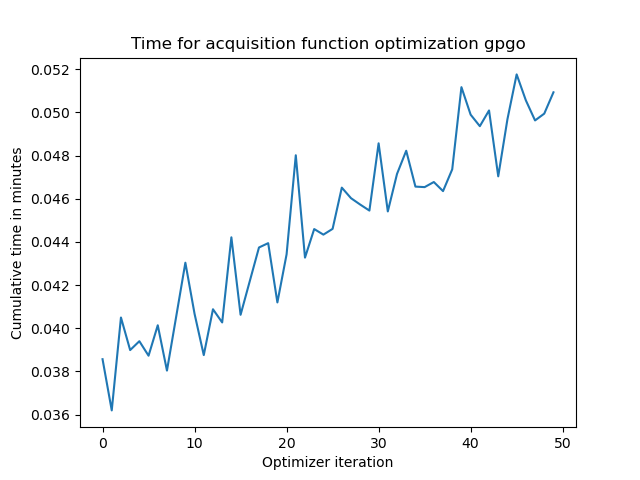 Time for acquisition function optimization gpgo
0.052
0.050
0.048
0.046
0.044
0.042
0.040
0.038
0.036
Cumulative time in minutes
0 10 20 30 40 50
Optimizer iteration